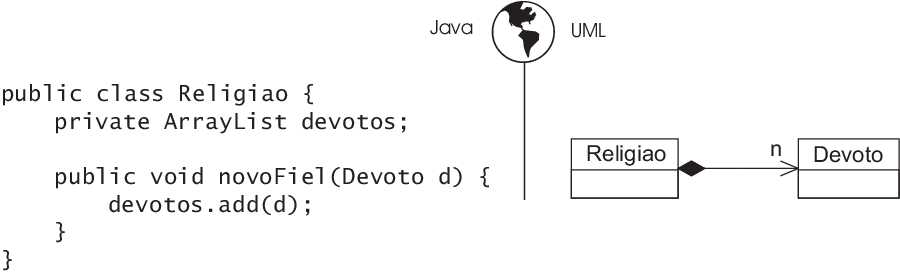 Java
UML
public class Religiao {
    private ArrayList devotos;
    public void novoFiel(Devoto d) {
        devotos.add(d);
    }
}
Religiao
n
Devoto